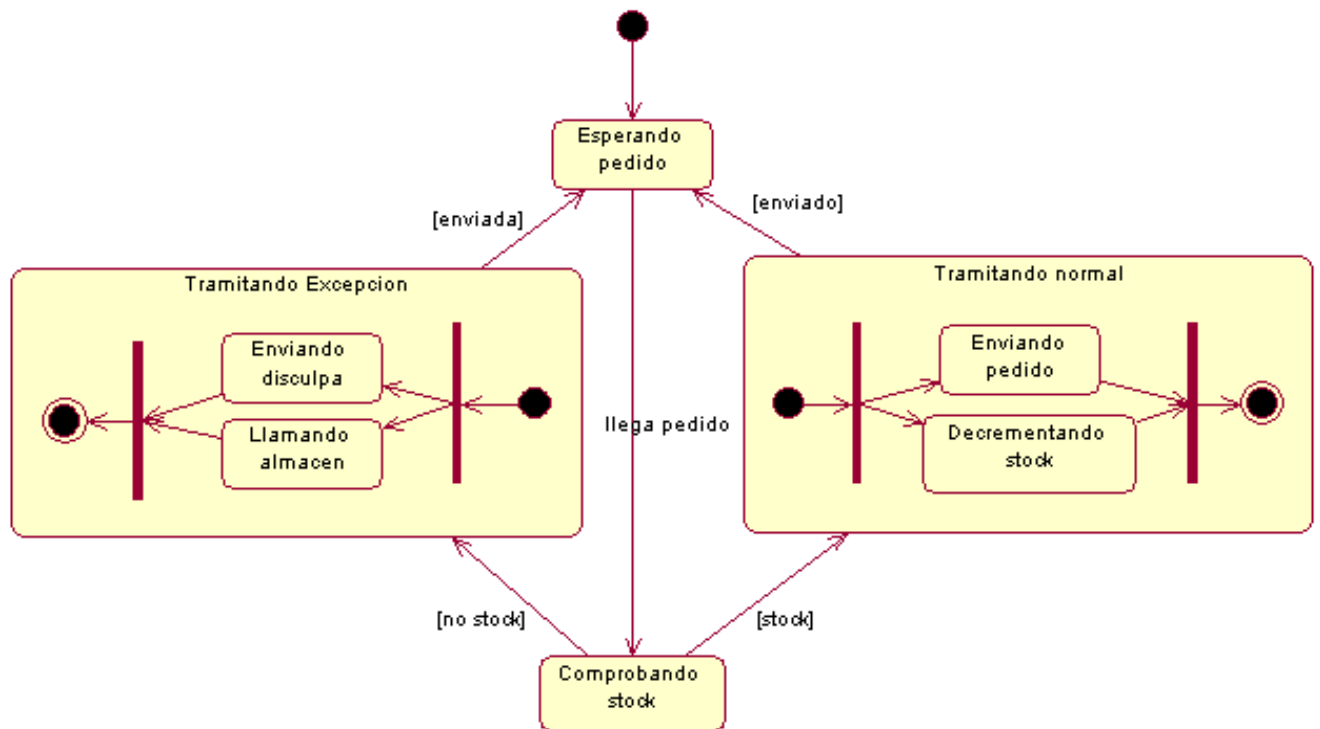 Esperando
pedido
[enviada]
[enviado]
Tramitando Excepcion
Tramitando normal
Enviando
disculpa
Llamando
almacen
Enviando
pedido
Decrementando
stock
llega pedido
[no stock]
[stock]
Comprobando
stock